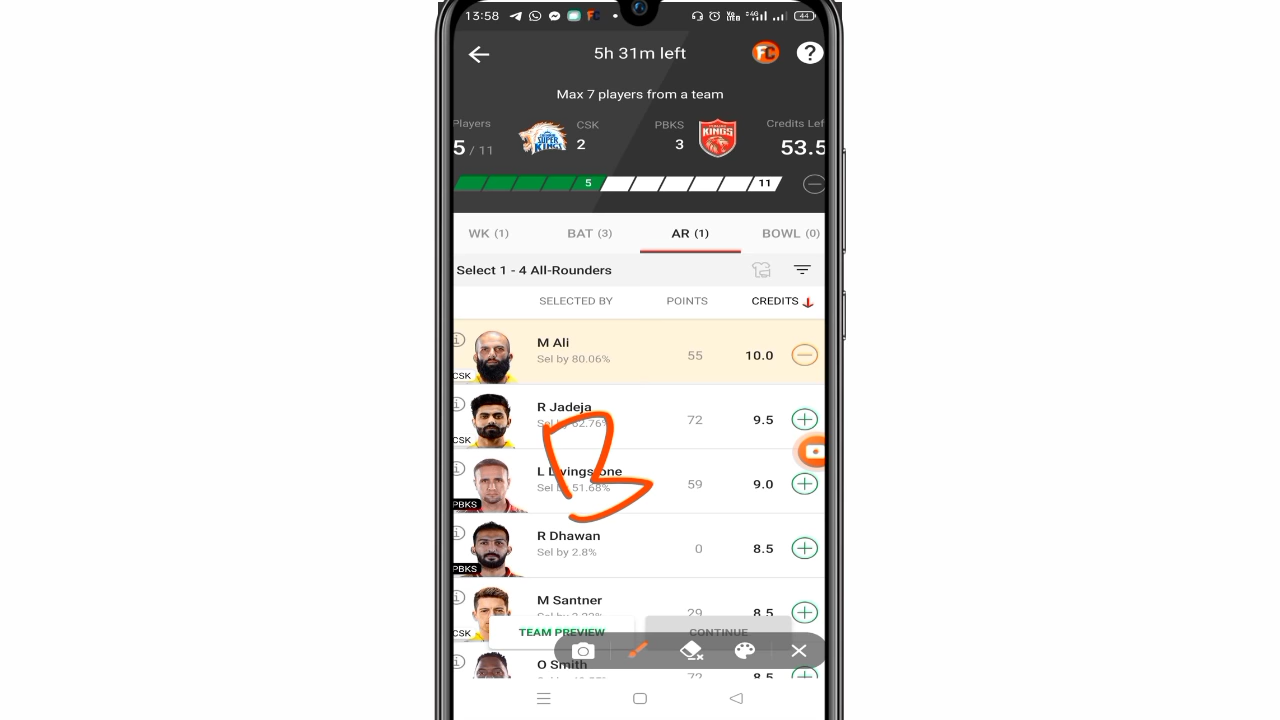 13:58 44
5h 31m left FC ?
Max 7 players from a team
Players CSK PBKS Credits Lef
5 / 11 2 3 53.5
KINGS
5 11
WK (1) BAT (3) AR (1) BOWL (0)
Select 1 - 4 All-Rounders
SELECTED BY POINTS CREDITS
M Ali
Sel by 80.06% 55 10.0
CSK
R Jadeja
Sel by 62.76% 72 9.5
CSK
L Livingstone
Sel by 51.68% 59 9.0
PBKS
R Dhawan
Sel by 2.8% 0 8.5
PBKS
M Santner
29 8.5
CSK
TEAM PREVIEW CONTINUE
O Smith
72 8.5
B